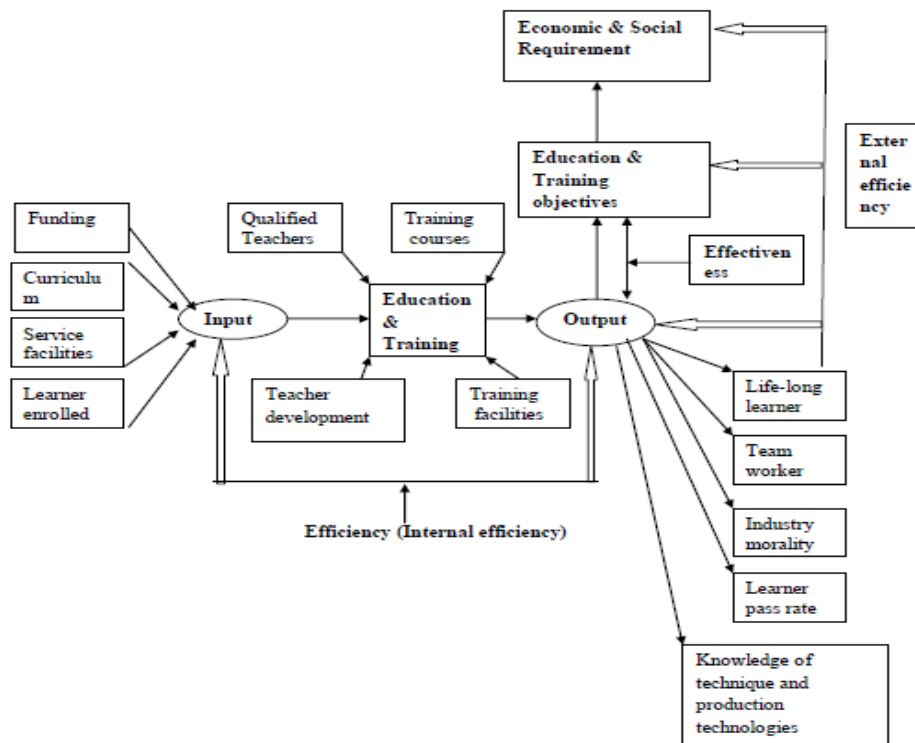 Economic & Social
Requirement
Education &
Training
objectives
Exter
nal
efficie
ncy
Effectiven
ess
Funding
Curriculu
m
Service
facilities
Learner
enrolled
Input
Qualified
Teachers
Training
courses
Education
&
Training
Teacher
development
Training
facilities
Output
Efficiency (Internal efficiency)
Life-long
learner
Team
worker
Industry
morality
Learner
pass rate
Knowledge of
technique and
production
technologies